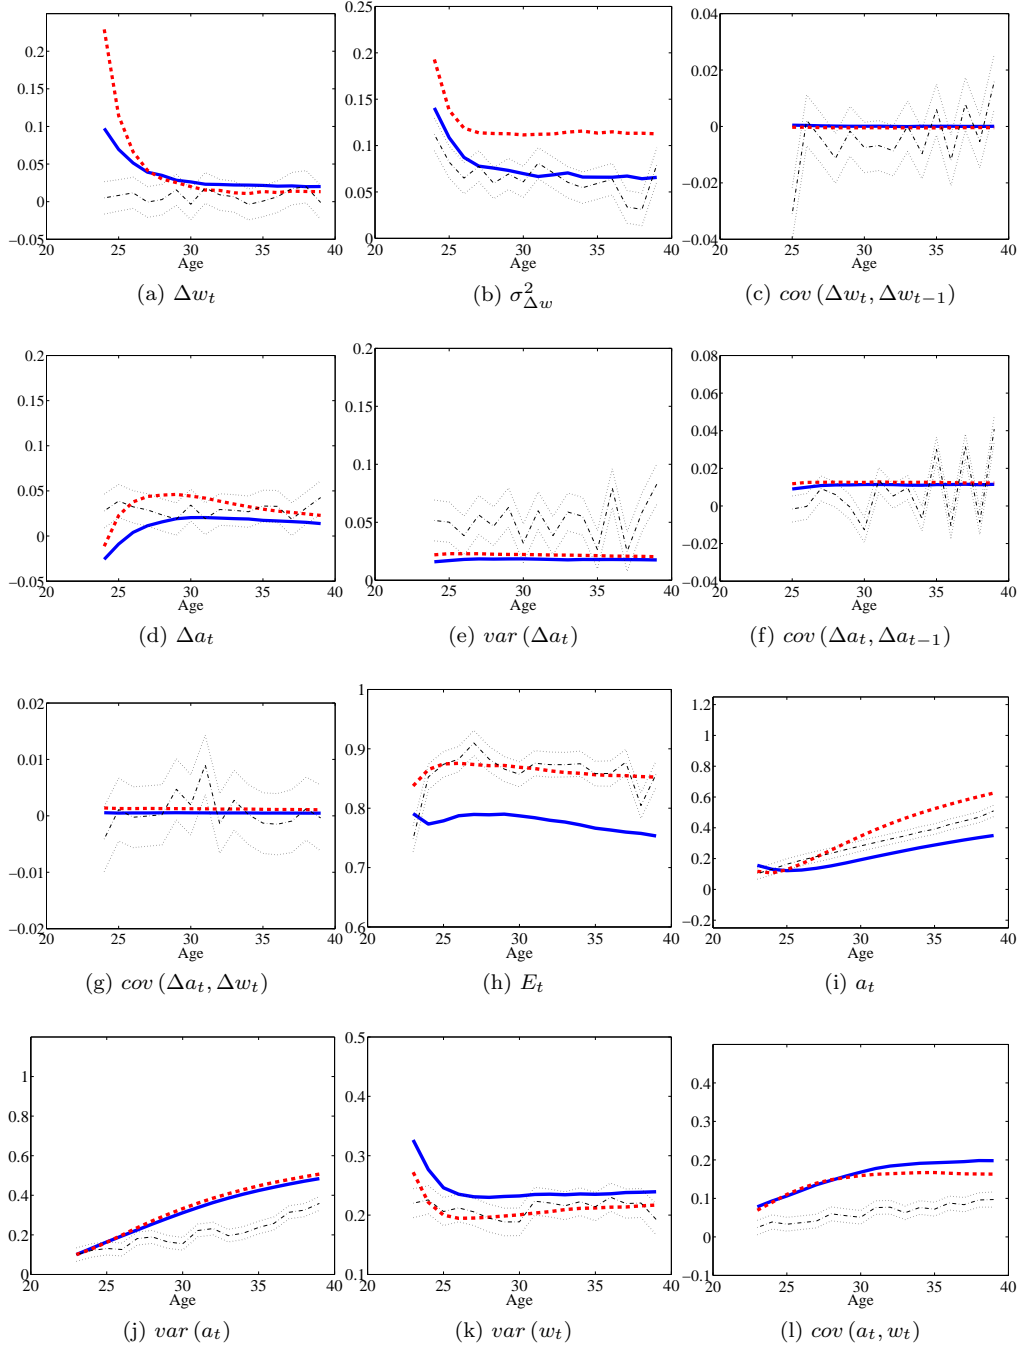 0.2
0.15
0.1
0.05
0
−0.05
20 25 30 35 40
Age
(a) Δw_t
0.25
0.2
0.15
0.1
0.05
0
20 25 30 35 40
Age
(b) σ²_Δw
0.04
0.02
0
−0.02
−0.04
20 25 30 35 40
Age
(c) cov (Δw_t, Δw_{t−1})
0.2
0.15
0.1
0.05
0
−0.05
20 25 30 35 40
Age
(d) Δa_t
0.2
0.15
0.1
0.05
0
20 25 30 35 40
Age
(e) var (Δa_t)
0.08
0.06
0.04
0.02
0
−0.02
−0.04
20 25 30 35 40
Age
(f) cov (Δa_t, Δa_{t−1})
0.02
0.01
0
−0.01
−0.02
20 25 30 35 40
Age
(g) cov (Δa_t, Δw_t)
1
0.9
0.8
0.7
0.6
20 25 30 35 40
Age
(h) E_t
1.2
1
0.8
0.6
0.4
0.2
0
−0.2
20 25 30 35 40
Age
(i) a_t
1
0.8
0.6
0.4
0.2
0
20 25 30 35 40
Age
(j) var (a_t)
0.5
0.4
0.3
0.2
0.1
20 25 30 35 40
Age
(k) var (w_t)
0.4
0.3
0.2
0.1
0
−0.1
20 25 30 35 40
Age
(l) cov (a_t, w_t)